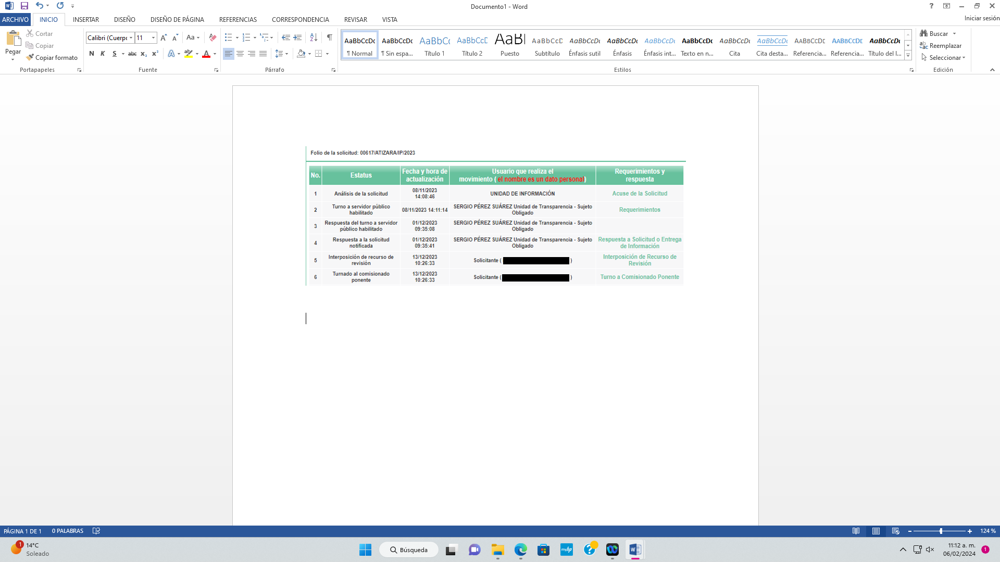 Documento1 - Word
ARCHIVO INICIO INSERTAR DISEÑO DISEÑO DE PÁGINA REFERENCIAS CORRESPONDENCIA REVISAR VISTA
Iniciar sesión
Pegar
Cortar
Copiar
Copiar formato
Portapapeles
Calibri (Cuerpo 11
Aa
N K S abc x₂ x²
Fuente
Párrafo
AaBbCcDc AaBbCcDc AaBbCc AaBbCcD AaB AaBbCcD AaBbCcDc AaBbCcDc AaBbCcDc AaBbCcDc AaBbCcDc AaBbCcDc AABBCCDD AABBCCDD AaBbCcDc
¶ Normal ¶ Sin espa... Título 1 Título 2 Puesto Subtítulo Énfasis sutil Énfasis Énfasis int... Texto en n... Cita Cita desta... Referencia... Referencia... Título del l...
Estilos
Buscar
Reemplazar
Seleccionar
Edición
Folio de la solicitud: 00617/ATIZARA/IP/2023
No. Estatus Fecha y hora de actualización Usuario que realiza el movimiento ( el nombre es un dato personal) Requerimientos y respuesta
1 Análisis de la solicitud 08/11/2023 14:08:46 UNIDAD DE INFORMACIÓN Acuse de la Solicitud
2 Turno a servidor público habilitado 08/11/2023 14:11:14 SERGIO PÉREZ SUÁREZ Unidad de Transparencia - Sujeto Obligado Requerimientos
3 Respuesta del turno a servidor público habilitado 01/12/2023 09:35:08 SERGIO PÉREZ SUÁREZ Unidad de Transparencia - Sujeto Obligado
4 Respuesta a la solicitud notificada 01/12/2023 09:35:41 SERGIO PÉREZ SUÁREZ Unidad de Transparencia - Sujeto Obligado Respuesta a Solicitud o Entrega de Información
5 Interposición de recurso de revisión 13/12/2023 10:26:33 Solicitante ( ) Interposición de Recurso de Revisión
6 Turnado al comisionado ponente 13/12/2023 10:26:33 Solicitante ( ) Turno a Comisionado Ponente
PÁGINA 1 DE 1 0 PALABRAS
124 %
1
14°C
Soleado
Búsqueda
myhp
11:12 a. m.
06/02/2024
1